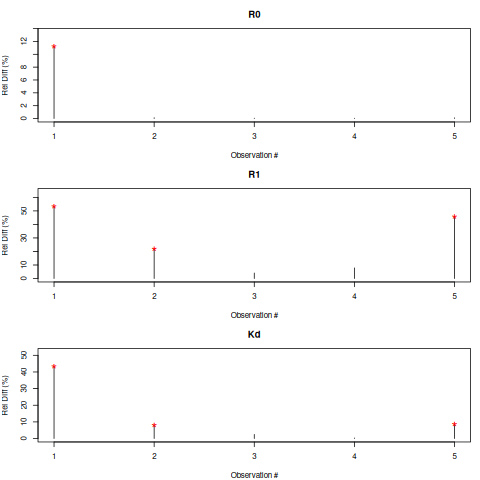 R0
Rel Diff (%)
0 2 4 6 8 12
1 2 3 4 5
Observation #
R1
Rel Diff (%)
0 10 30 50
1 2 3 4 5
Observation #
Kd
Rel Diff (%)
0 10 20 30 40 50
1 2 3 4 5
Observation #